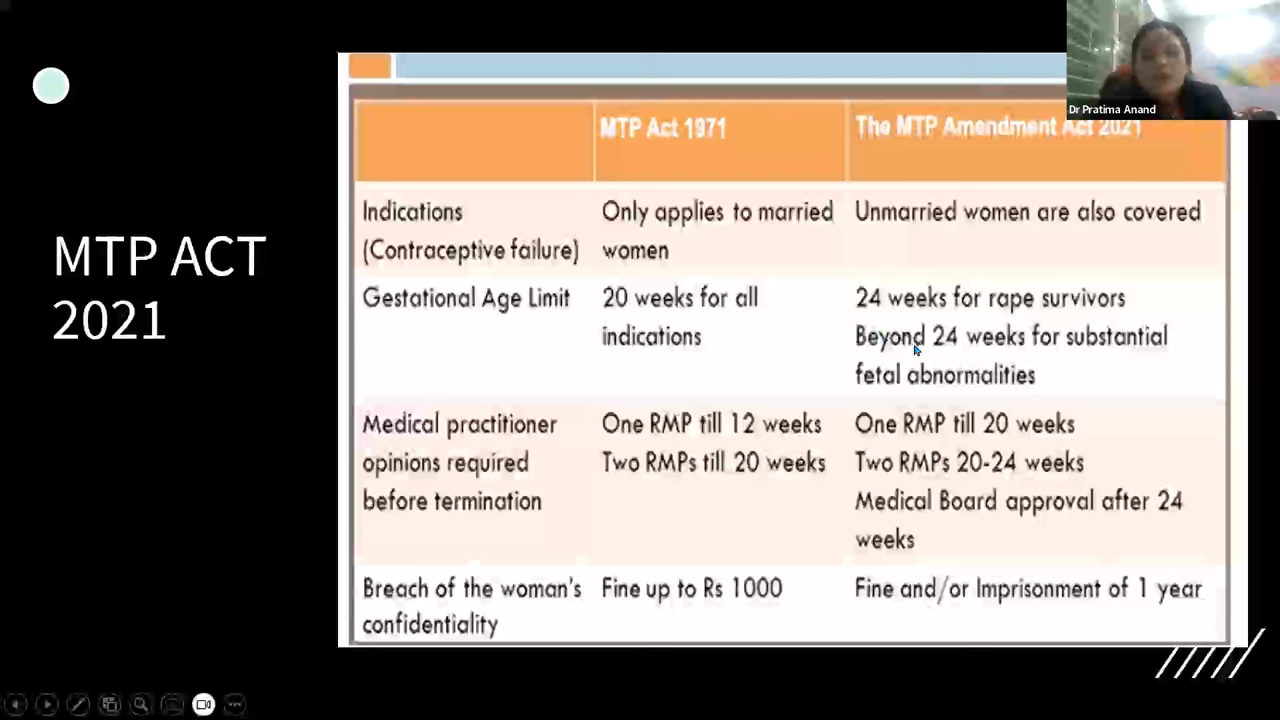 Dr Pratima Anand
MTP ACT
2021
MTP Act 1971
The MTP Amendment Act 2021
Indications
(Contraceptive failure)
Only applies to married
women
Unmarried women are also covered
Gestational Age Limit
20 weeks for all
indications
24 weeks for rape survivors
Beyond 24 weeks for substantial
fetal abnormalities
Medical practitioner
opinions required
before termination
One RMP till 12 weeks
Two RMPs till 20 weeks
One RMP till 20 weeks
Two RMPs 20-24 weeks
Medical Board approval after 24
weeks
Breach of the woman's
confidentiality
Fine up to Rs 1000
Fine and/or Imprisonment of 1 year